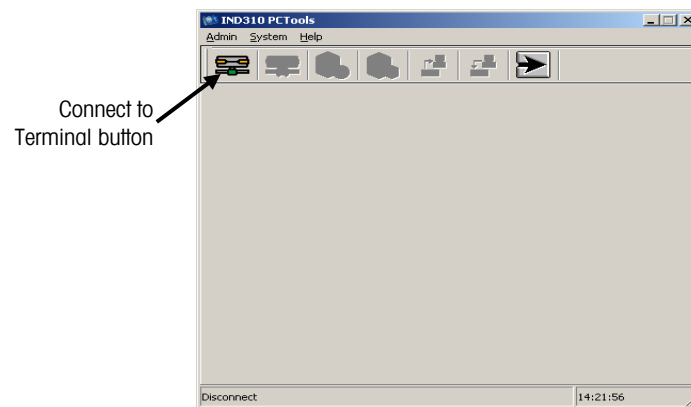 IND310 PCTools
Admin System Help
Connect to
Terminal button
Disconnect 14:21:56